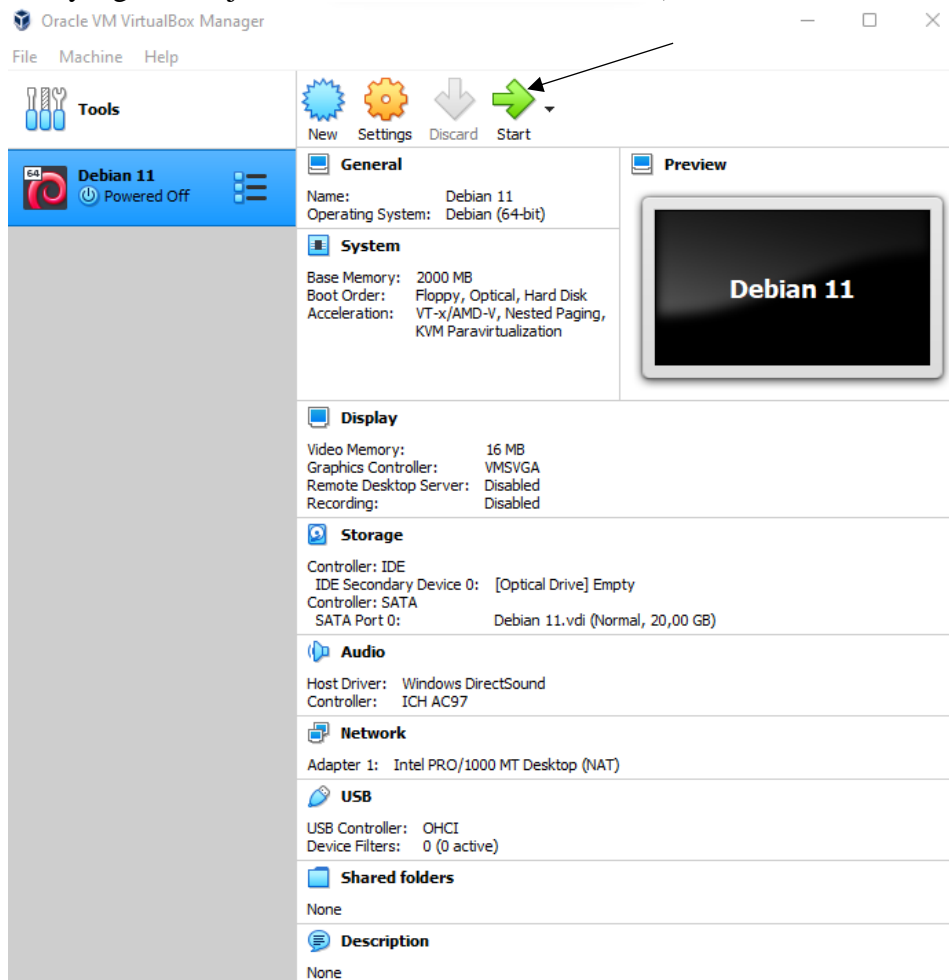 Oracle VM VirtualBox Manager
File Machine Help
Tools
New Settings Discard Start
64
Debian 11
Powered Off
General
Name: Debian 11
Operating System: Debian (64-bit)
Preview
Debian 11
System
Base Memory: 2000 MB
Boot Order: Floppy, Optical, Hard Disk
Acceleration: VT-x/AMD-V, Nested Paging,
KVM Paravirtualization
Display
Video Memory: 16 MB
Graphics Controller: VMSVGA
Remote Desktop Server: Disabled
Recording: Disabled
Storage
Controller: IDE
IDE Secondary Device 0: [Optical Drive] Empty
Controller: SATA
SATA Port 0: Debian 11.vdi (Normal, 20,00 GB)
Audio
Host Driver: Windows DirectSound
Controller: ICH AC97
Network
Adapter 1: Intel PRO/1000 MT Desktop (NAT)
USB
USB Controller: OHCI
Device Filters: 0 (0 active)
Shared folders
None
Description
None